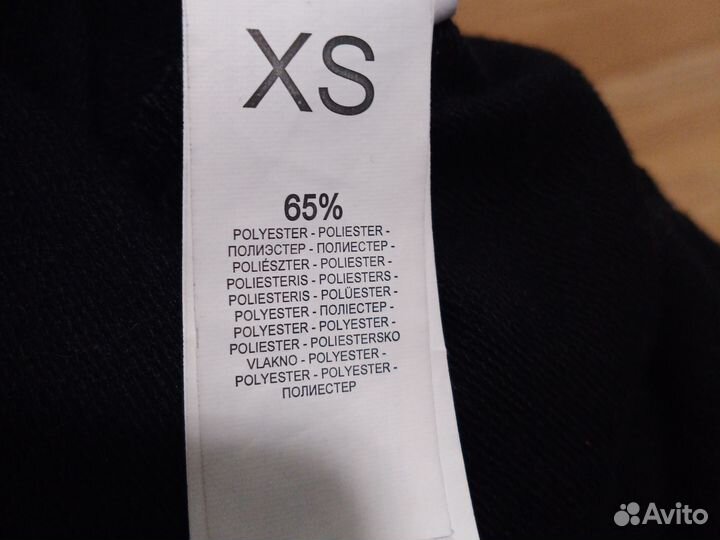 XS
65%
POLYESTER - POLIESTER -
ПОЛИЭСТЕР - ПОЛИЕСТЕР -
POLIÉSZTER - POLIESTER -
POLIESTERIS - POLIESTERS -
POLIESTERIS - POLÜESTER -
POLYESTER - ПОЛІЕСТЕР -
POLYESTER - POLYESTER -
POLIESTER - POLIESTERSKO
VLAKNO - POLYESTER -
POLYESTER - POLYESTER -
ПОЛИЕСТЕР
Avito